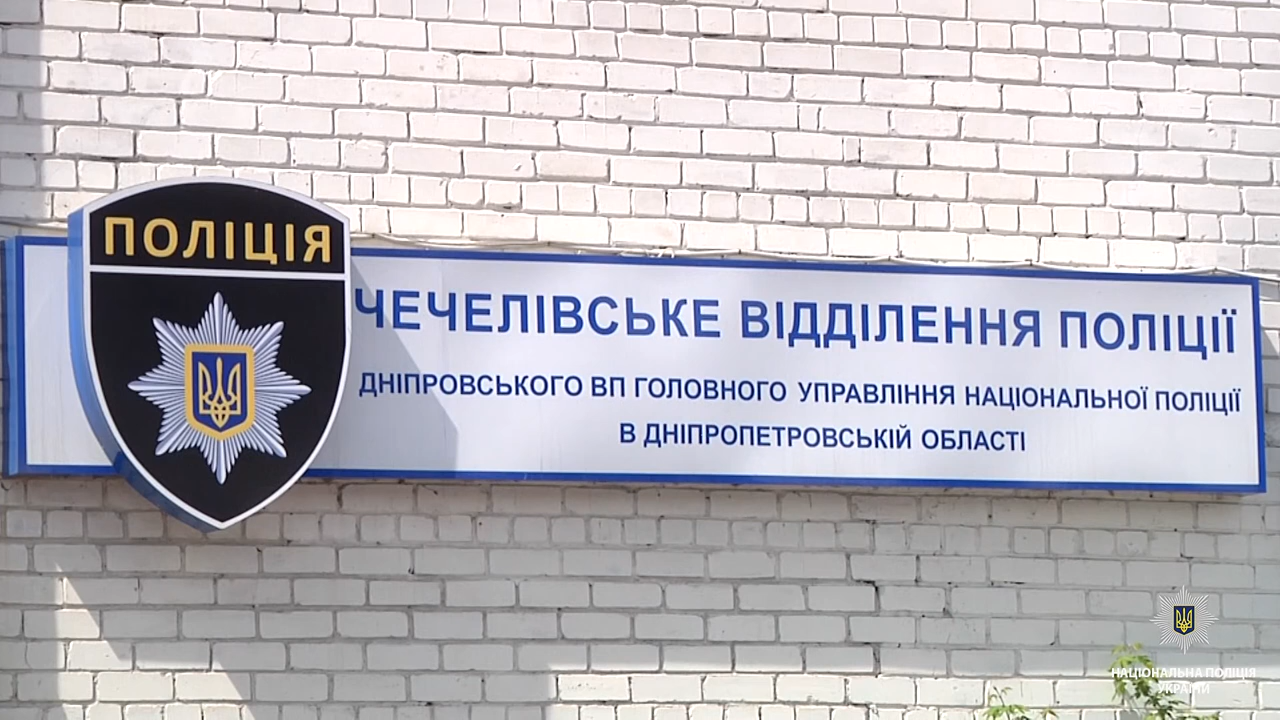 ПОЛІЦІЯ
ЧЕЧЕЛІВСЬКЕ ВІДДІЛЕННЯ ПОЛІЦІЇ
ДНІПРОВСЬКОГО ВП ГОЛОВНОГО УПРАВЛІННЯ НАЦІОНАЛЬНОЇ ПОЛІЦІЇ
В ДНІПРОПЕТРОВСЬКІЙ ОБЛАСТІ
НАЦІОНАЛЬНА ПОЛІЦІЯ
УКРАЇНИ